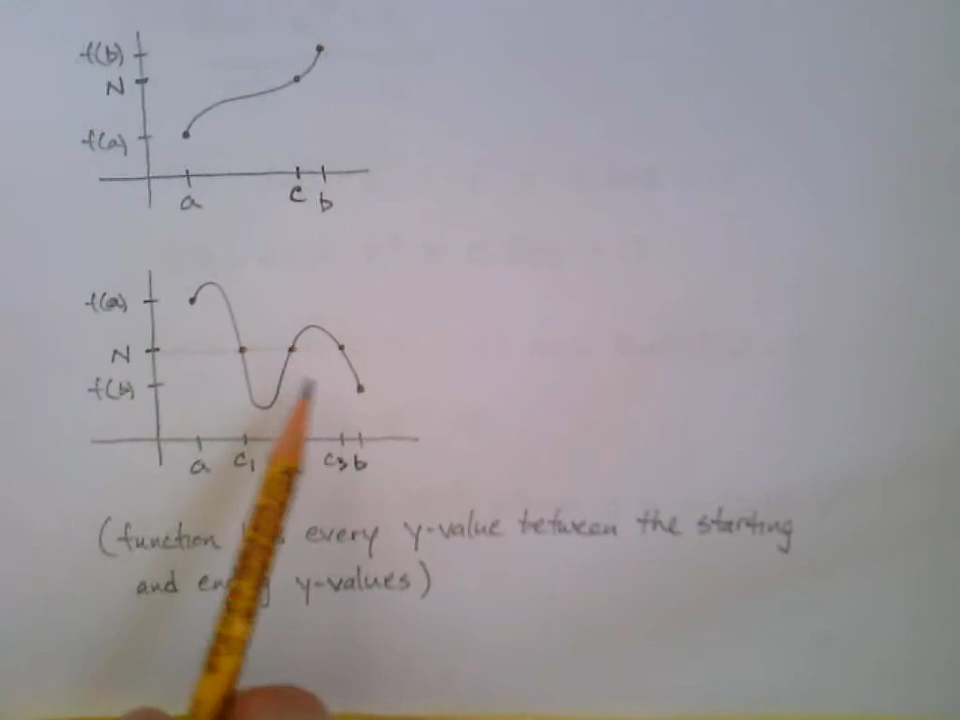 f(b)
N
f(a)
a c b
f(a)
N
f(b)
a c₁ c₃ b
(function every y-value between the starting
and y-values)